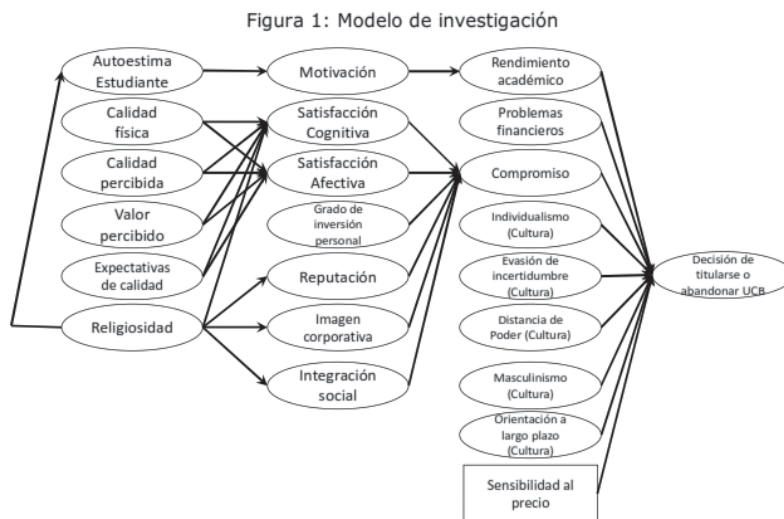 Figura 1: Modelo de investigación
Autoestima
Estudiante
Motivación
Rendimiento
académico
Calidad
física
Satisfacción
Cognitiva
Problemas
financieros
Calidad
percibida
Satisfacción
Afectiva
Compromiso
Valor
percibido
Grado de
inversión
personal
Individualismo
(Cultura)
Expectativas
de calidad
Reputación
Evasión de
incertidumbre
(Cultura)
Decisión de
titularse o
abandonar UCB
Religiosidad
Imagen
corporativa
Distancia de
Poder (Cultura)
Integración
social
Masculinismo
(Cultura)
Orientación a
largo plazo
(Cultura)
Sensibilidad al
precio